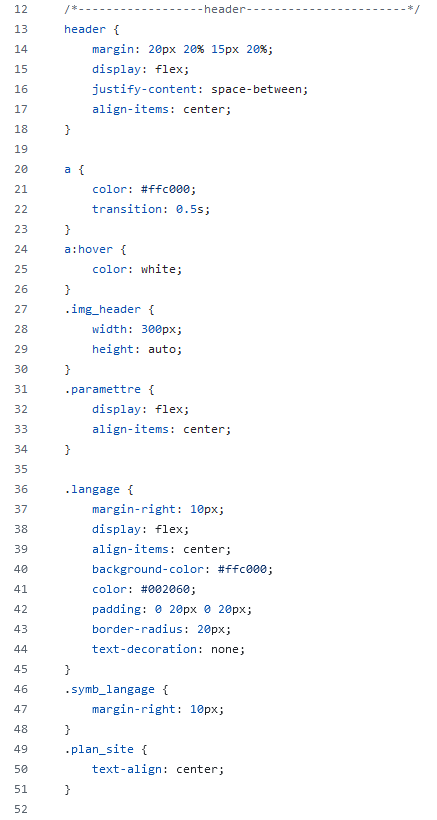 12 /*------------------header-----------------------*/
13 header {
14 margin: 20px 20% 15px 20%;
15 display: flex;
16 justify-content: space-between;
17 align-items: center;
18 }
19
20 a {
21 color: #ffc000;
22 transition: 0.5s;
23 }
24 a:hover {
25 color: white;
26 }
27 .img_header {
28 width: 300px;
29 height: auto;
30 }
31 .paramettre {
32 display: flex;
33 align-items: center;
34 }
35
36 .langage {
37 margin-right: 10px;
38 display: flex;
39 align-items: center;
40 background-color: #ffc000;
41 color: #002060;
42 padding: 0 20px 0 20px;
43 border-radius: 20px;
44 text-decoration: none;
45 }
46 .symb_langage {
47 margin-right: 10px;
48 }
49 .plan_site {
50 text-align: center;
51 }
52